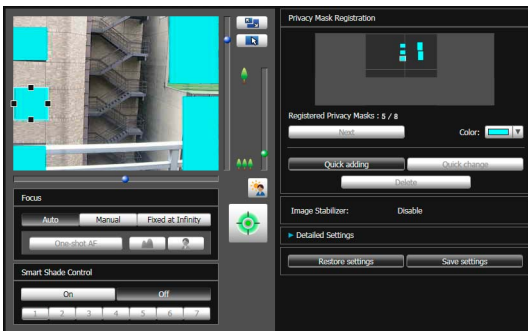 Privacy Mask Registration
Registered Privacy Masks : 5 / 8
Next
Color:
Quick adding
Quick change
Delete
Image Stabilizer:
Disable
Detailed Settings
Restore settings
Save settings
Focus
Auto
Manual
Fixed at Infinity
One-shot AF
Smart Shade Control
On
Off
1 2 3 4 5 6 7